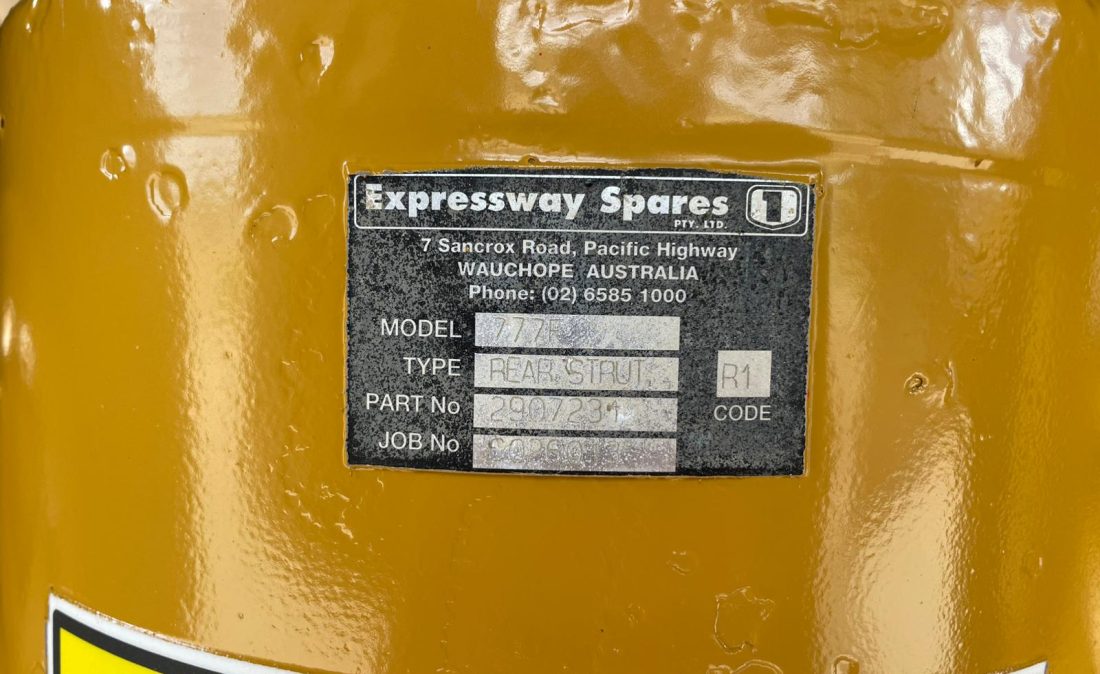 Expressway Spares
PTY. LTD.
1
7 Sancrox Road, Pacific Highway
WAUCHOPE AUSTRALIA
Phone: (02) 6585 1000
MODEL
TYPE REAR STRUT
PART No 2907231
JOB No
R1
CODE